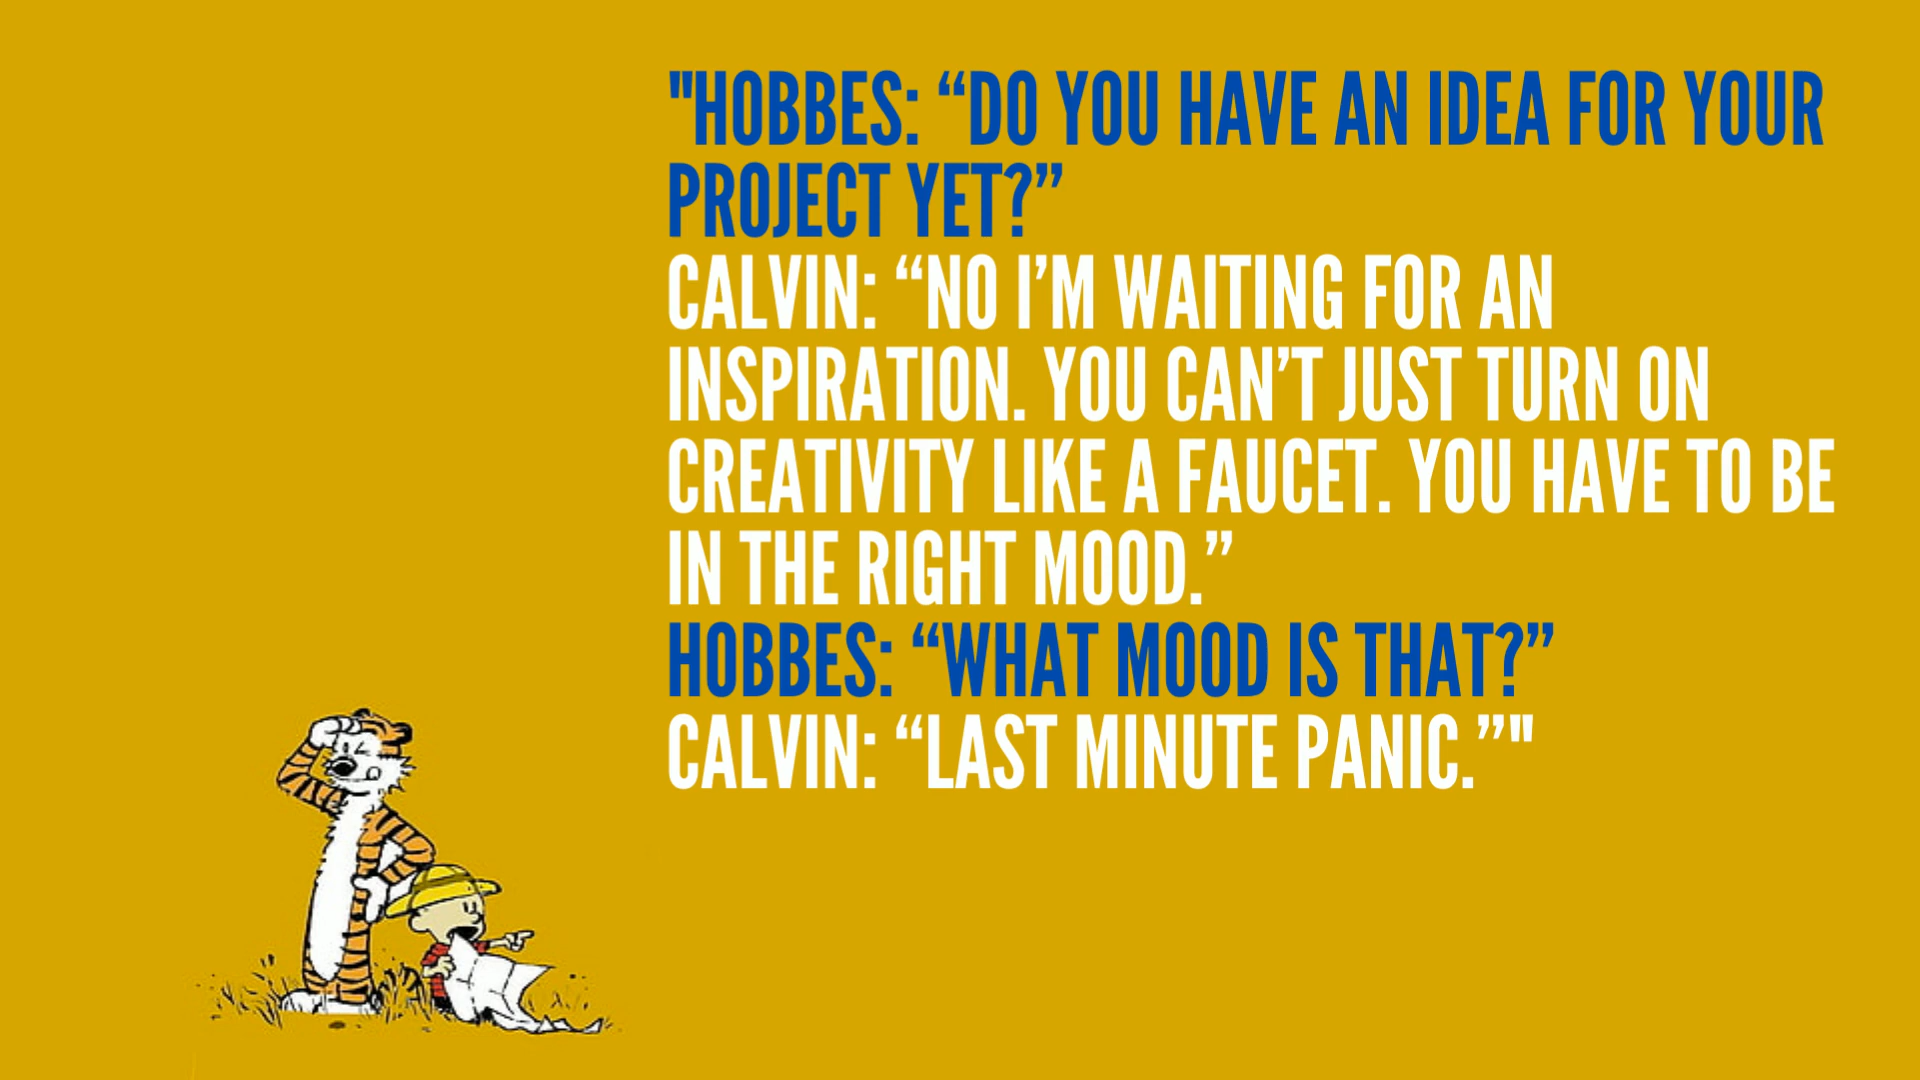 "HOBBES: “DO YOU HAVE AN IDEA FOR YOUR
PROJECT YET?”
CALVIN: “NO I’M WAITING FOR AN
INSPIRATION. YOU CAN’T JUST TURN ON
CREATIVITY LIKE A FAUCET. YOU HAVE TO BE
IN THE RIGHT MOOD.”
HOBBES: “WHAT MOOD IS THAT?”
CALVIN: “LAST MINUTE PANIC.”"